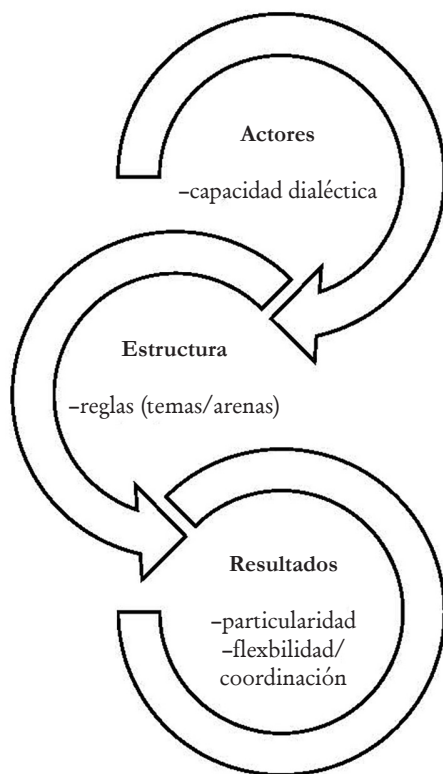 Actores
–capacidad dialéctica
Estructura
–reglas (temas/arenas)
Resultados
–particularidad
–flexbilidad/
coordinación